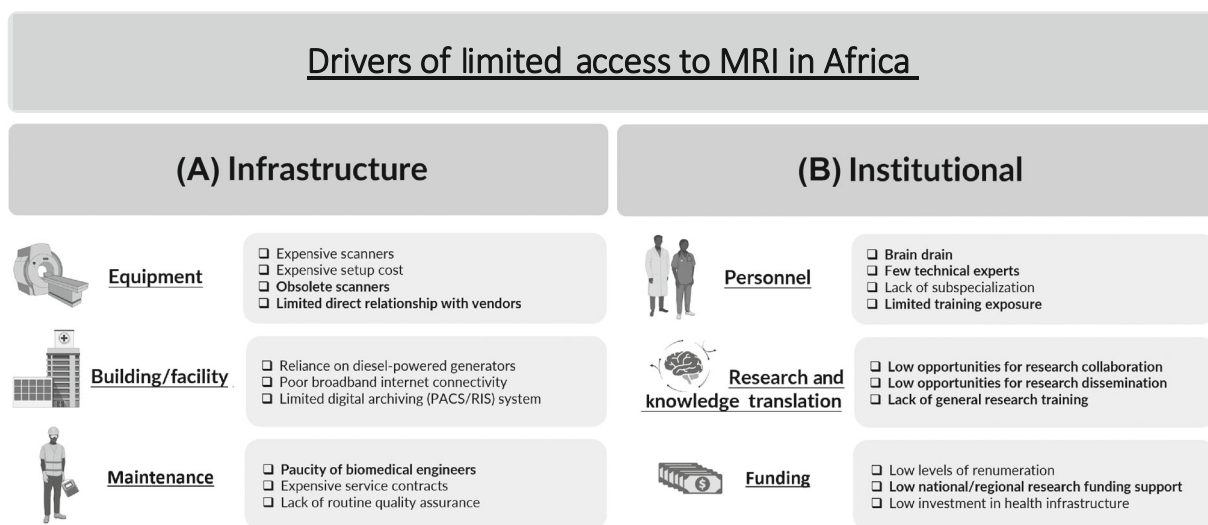 Drivers of limited access to MRI in Africa
(A) Infrastructure
Equipment
Expensive scanners
Expensive setup cost
Obsolete scanners
Limited direct relationship with vendors
Building/facility
Reliance on diesel-powered generators
Poor broadband internet connectivity
Limited digital archiving (PACS/RIS) system
Maintenance
Paucity of biomedical engineers
Expensive service contracts
Lack of routine quality assurance
(B) Institutional
Personnel
Brain drain
Few technical experts
Lack of subspecialization
Limited training exposure
Research and
knowledge translation
Low opportunities for research collaboration
Low opportunities for research dissemination
Lack of general research training
Funding
Low levels of renumeration
Low national/regional research funding support
Low investment in health infrastructure